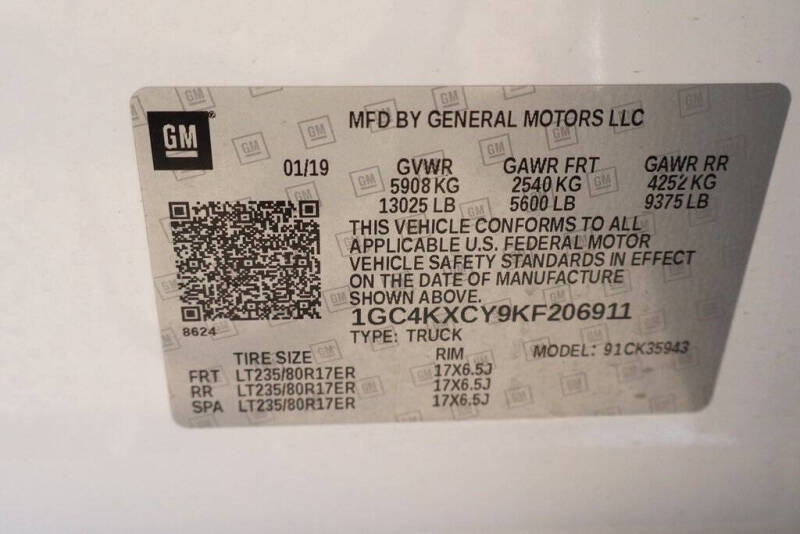 GM
MFD BY GENERAL MOTORS LLC
01/19 GVWR GAWR FRT GAWR RR
5908 KG 2540 KG 4252 KG
13025 LB 5600 LB 9375 LB
THIS VEHICLE CONFORMS TO ALL
APPLICABLE U.S. FEDERAL MOTOR
VEHICLE SAFETY STANDARDS IN EFFECT
ON THE DATE OF MANUFACTURE
SHOWN ABOVE.
1GC4KXCY9KF206911
8624
TYPE: TRUCK
MODEL: 91CK35943
TIRE SIZE RIM
FRT LT235/80R17ER 17X6.5J
RR LT235/80R17ER 17X6.5J
SPA LT235/80R17ER 17X6.5J